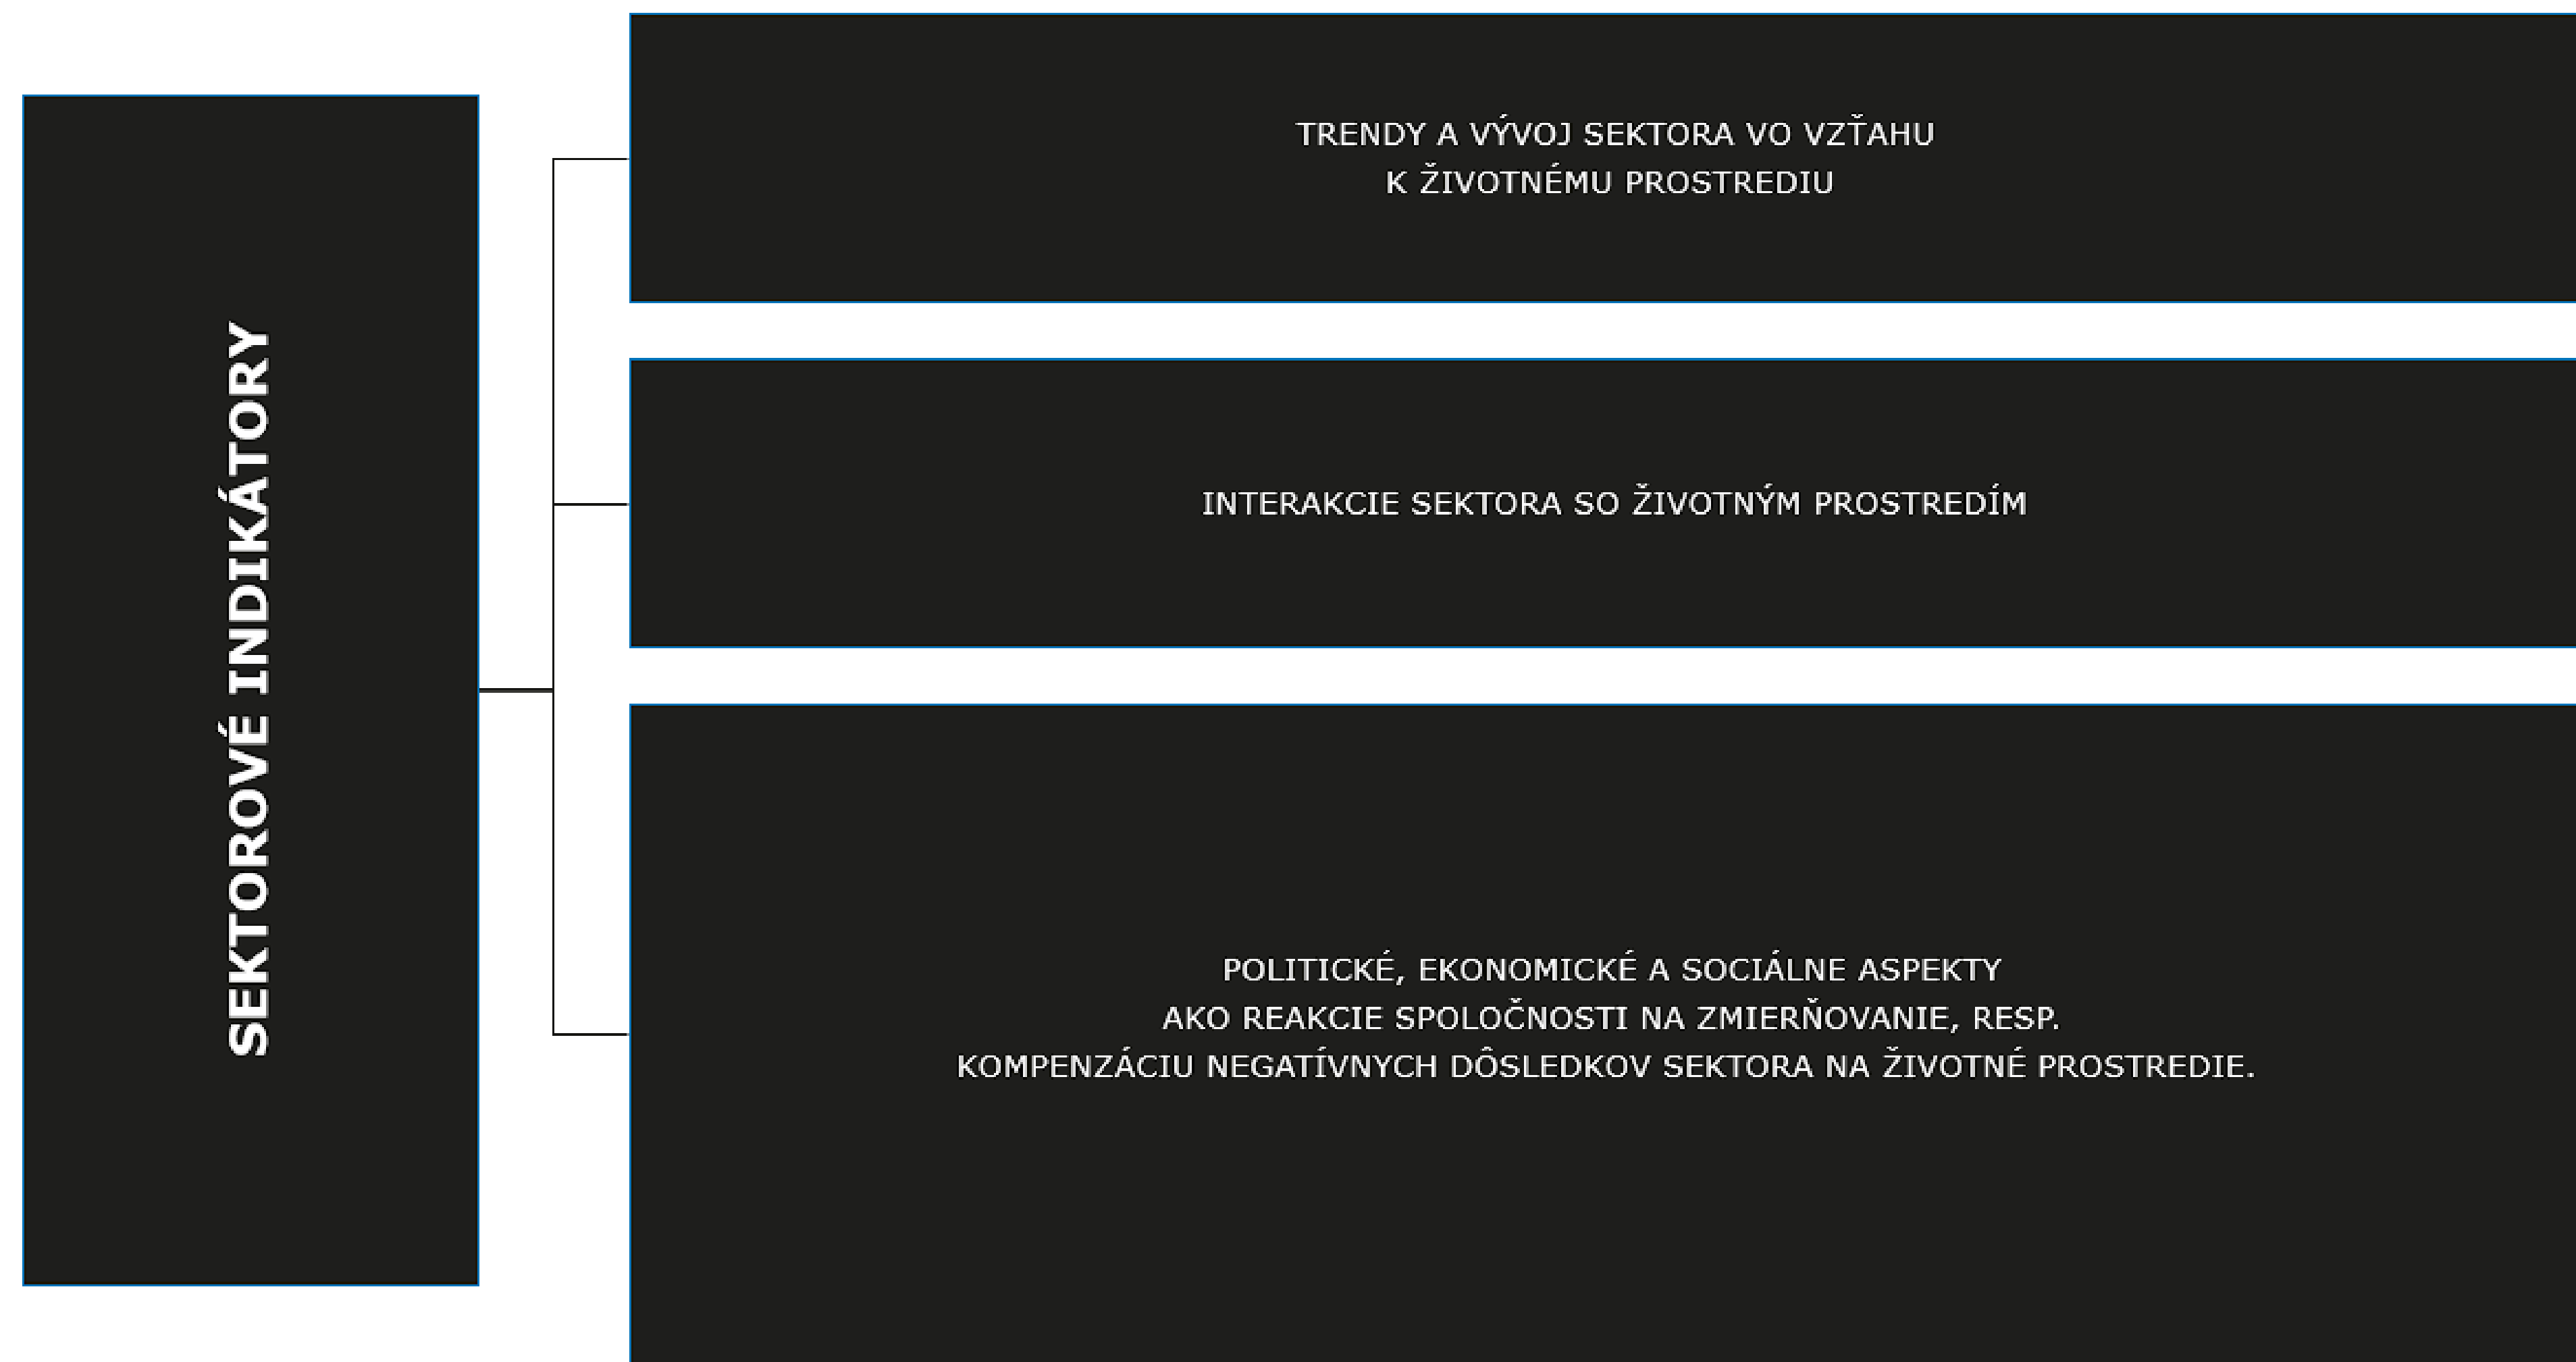 SEKTOROVÉ INDIKÁTORY
TRENDY A VÝVOJ SEKTORA VO VZŤAHU
K ŽIVOTNÉMU PROSTREDIU
INTERAKCIE SEKTORA SO ŽIVOTNÝM PROSTREDÍM
POLITICKÉ, EKONOMICKÉ A SOCIÁLNE ASPEKTY
AKO REAKCIE SPOLOČNOSTI NA ZMIERŇOVANIE, RESP.
KOMPENZÁCIU NEGATÍVNYCH DÔSLEDKOV SEKTORA NA ŽIVOTNÉ PROSTREDIE.